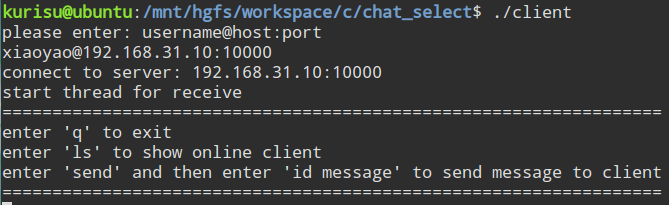 kurisu@ubuntu:/mnt/hgfs/workspace/c/chat_select$ ./client
please enter: username@host:port
xiaoyao@192.168.31.10:10000
connect to server: 192.168.31.10:10000
start thread for receive
==================================================================
enter 'q' to exit
enter 'ls' to show online client
enter 'send' and then enter 'id message' to send message to client
==================================================================